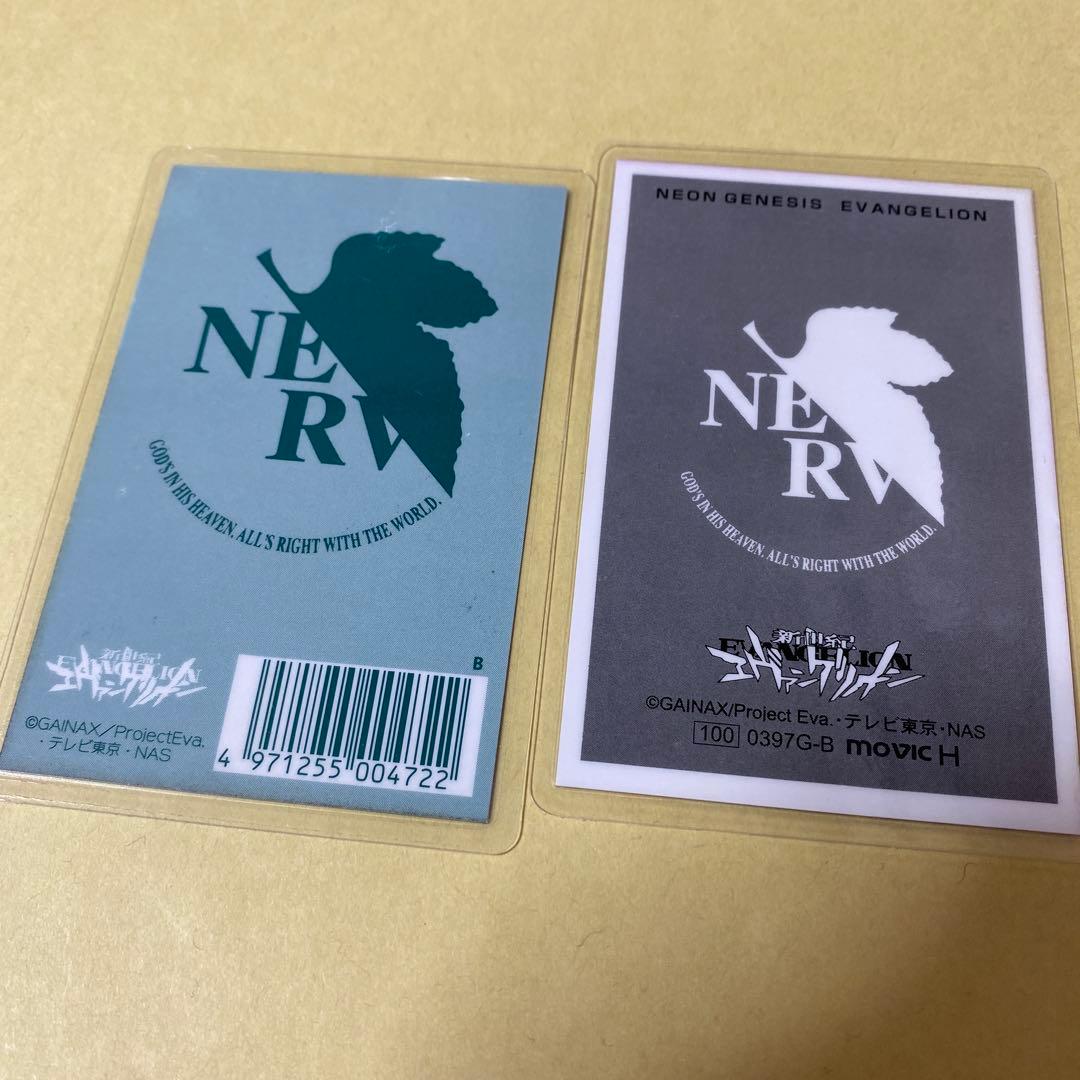 NERV
GOD'S IN HIS HEAVEN. ALL'S RIGHT WITH THE WORLD.
新世紀
EVANGELION
エヴァンゲリオン
B
©GAINAX/ProjectEva.
・テレビ東京・NAS
4 971255 004722
NEON GENESIS EVANGELION
NERV
GOD'S IN HIS HEAVEN. ALL'S RIGHT WITH THE WORLD.
新世紀
EVANGELION
エヴァンゲリオン
©GAINAX/Project Eva.・テレビ東京・NAS
100 0397G-B movic H